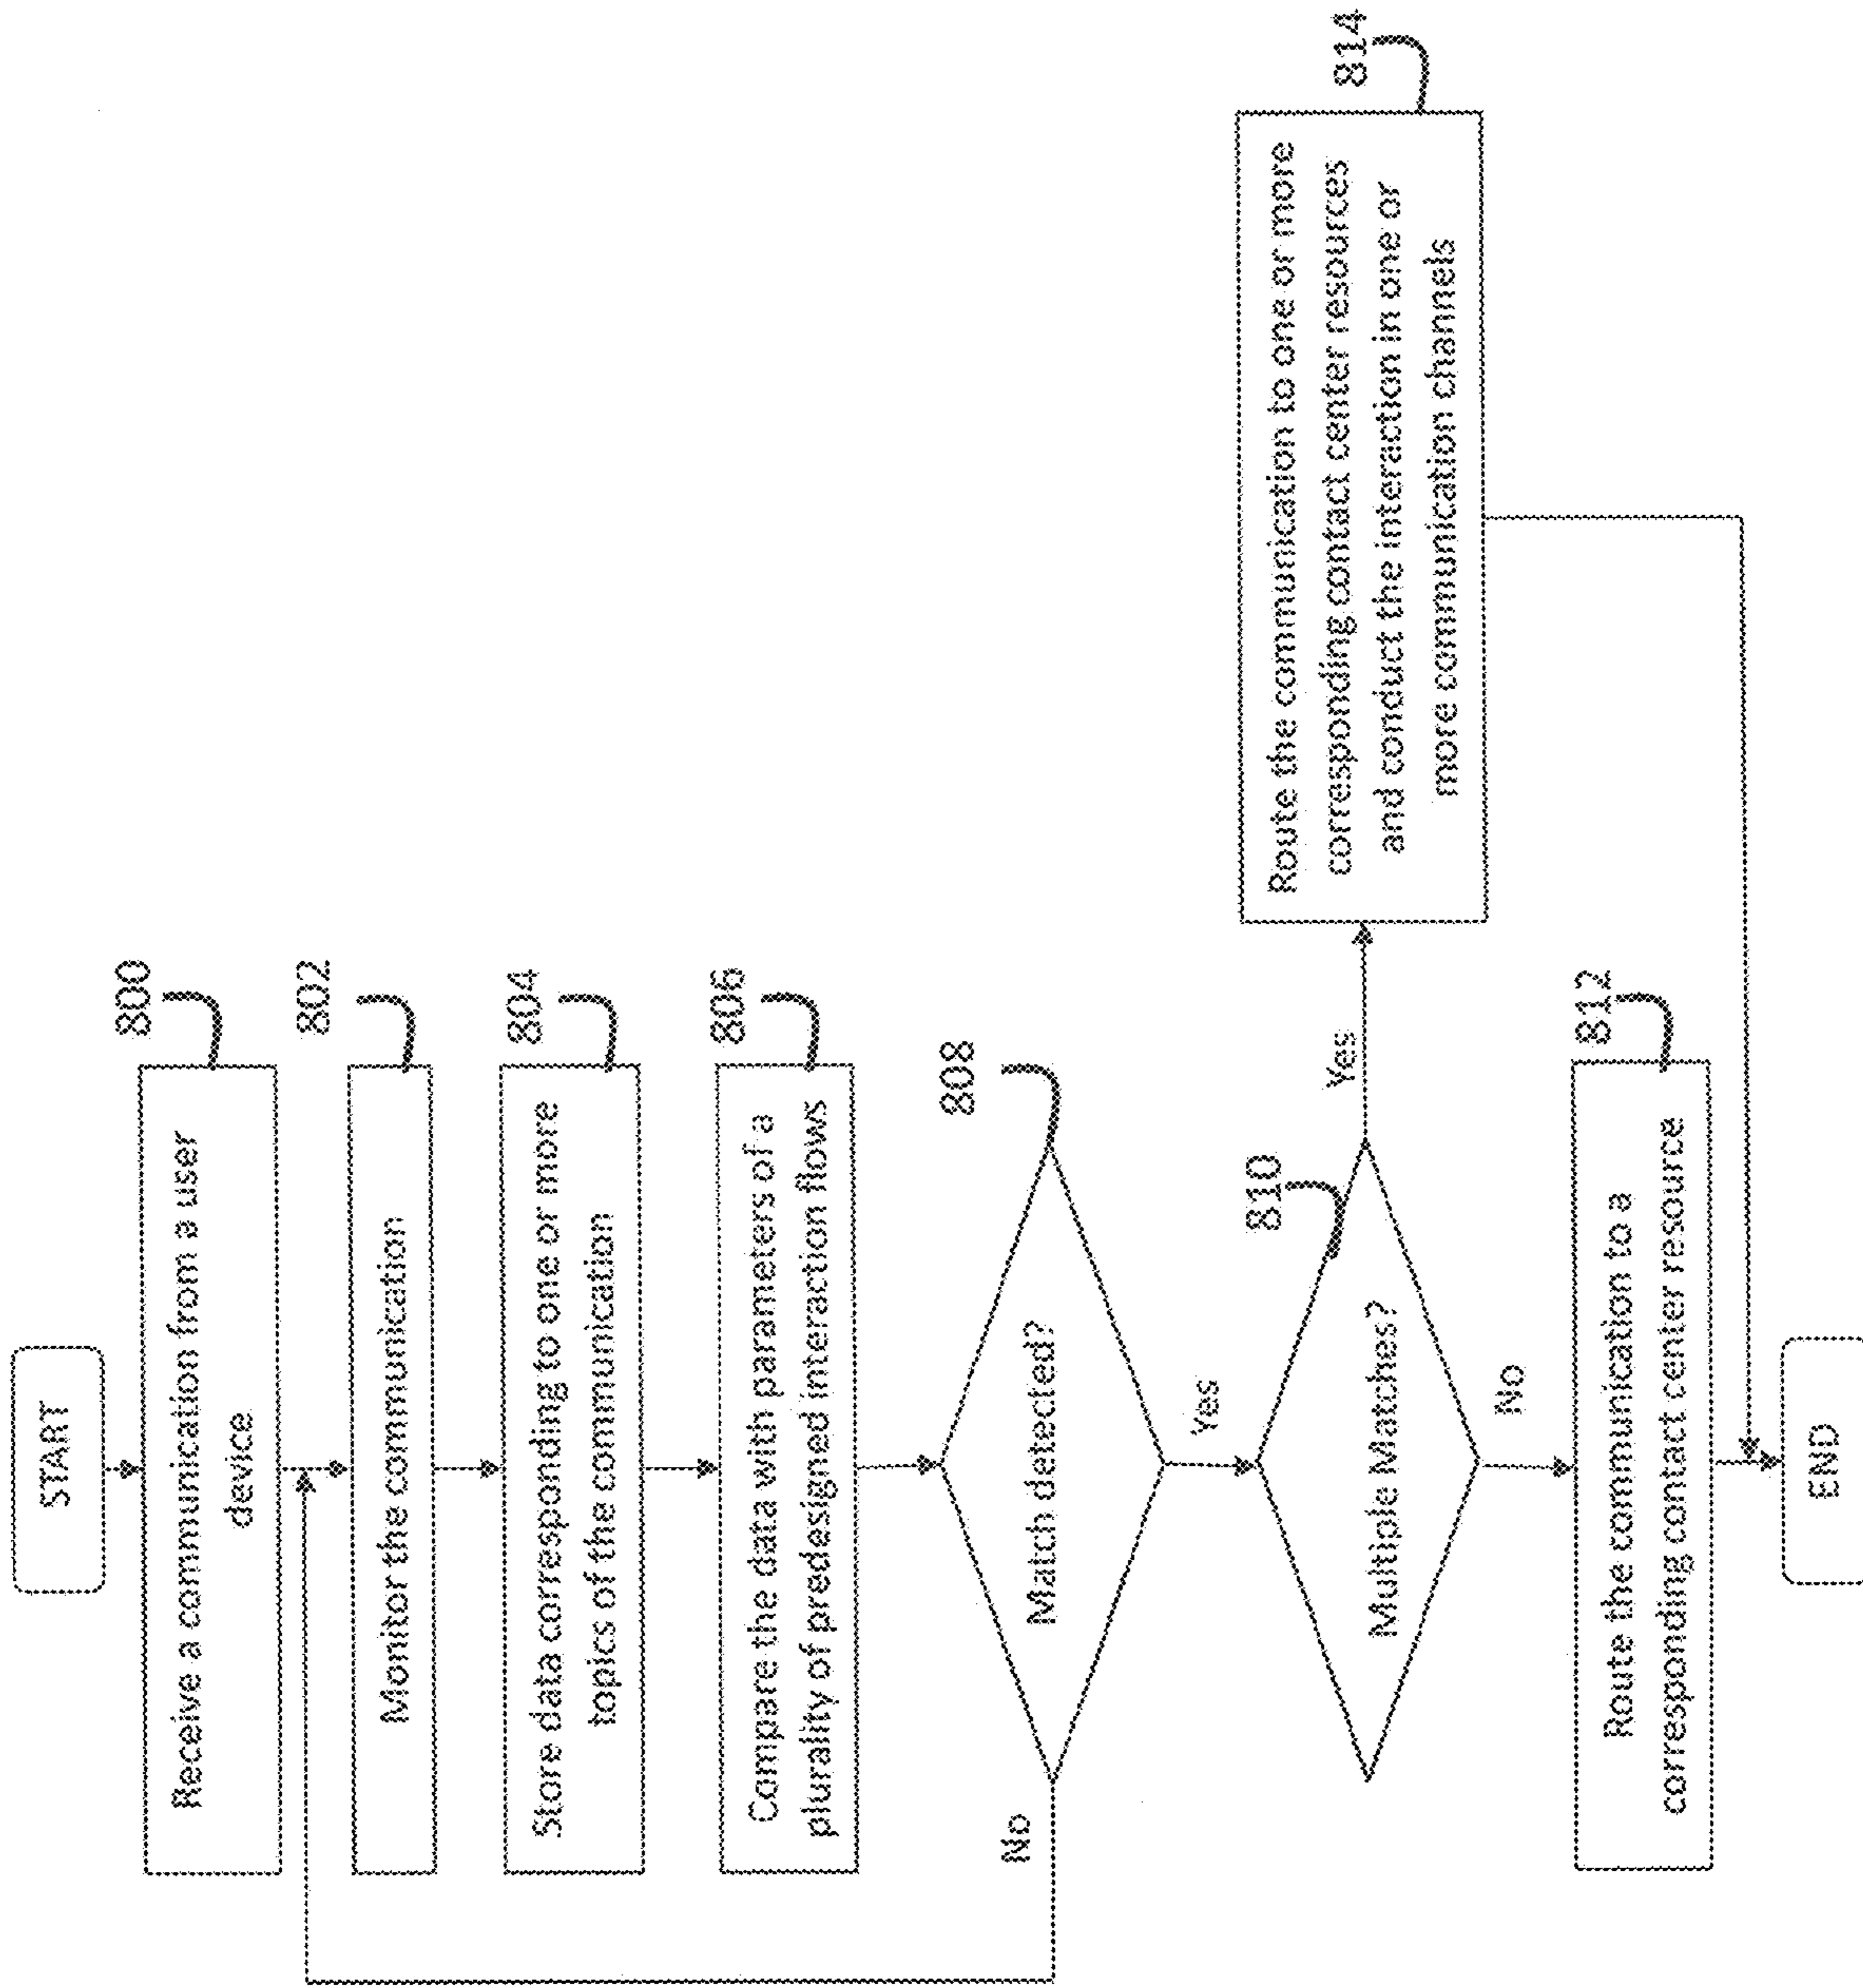 START
Receive a communication from a user
device
800
Monitor the communication
802
Store data corresponding to one or more
topics of the communication
804
Compare the data with parameters of a
plurality of predesigned interaction flows
806
Match detected?
808
No
Yes
Multiple Matches?
810
Yes
No
Route the communication to a
corresponding contact center resource
812
Route the communication to one or more
corresponding contact center resources
and conduct the interaction in one or
more communication channels
814
END